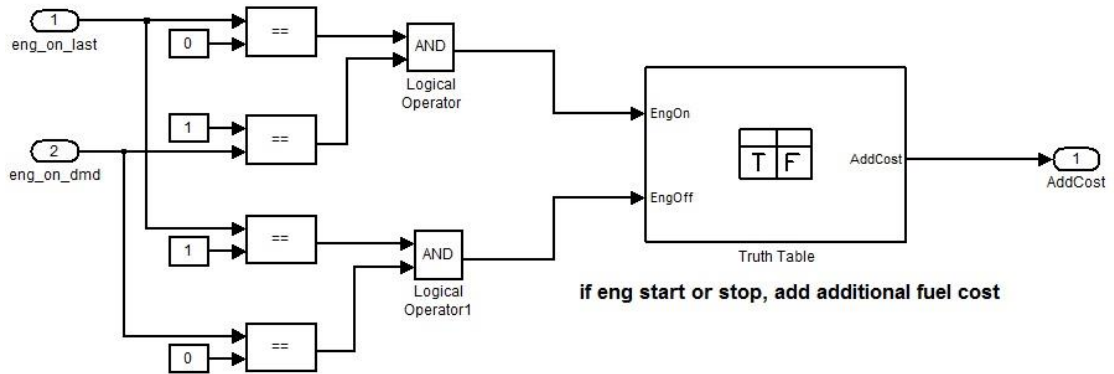 1
eng_on_last
0
==
AND
Logical
Operator
1
==
2
eng_on_dmd
EngOn
T F
AddCost
EngOff
Truth Table
1
AddCost
==
1
AND
Logical
Operator1
if eng start or stop, add additional fuel cost
==
0